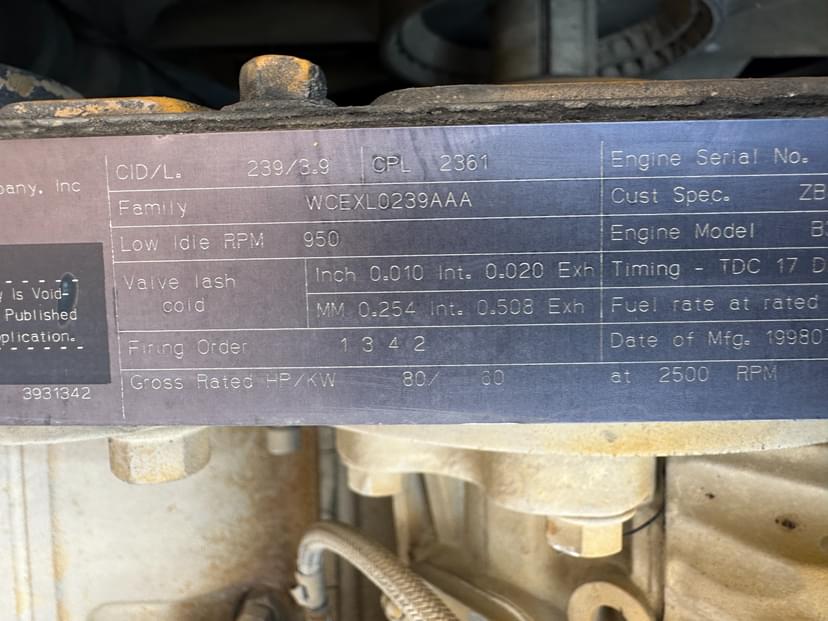 pany, Inc
y Is Void-
Published
plication.
3931342
CID/L. 239/3.9 CPL 2361
Family WCEXL0239AAA
Low Idle RPM 950
Valve lash cold Inch 0.010 Int. 0.020 Exh
MM 0.254 Int. 0.508 Exh
Firing Order 1 3 4 2
Gross Rated HP/KW 80/ 60
Engine Serial No.
Cust Spec. ZB
Engine Model B
Timing - TDC 17 D
Fuel rate at rated
Date of Mfg. 19980
at 2500 RPM